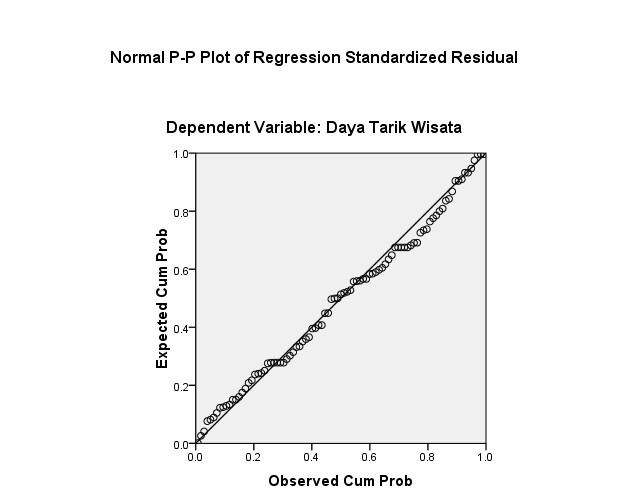 Normal P-P Plot of Regression Standardized Residual
Dependent Variable: Daya Tarik Wisata
1.0
0.8
0.6
0.4
0.2
0.0
Expected Cum Prob
0.0 0.2 0.4 0.6 0.8 1.0
Observed Cum Prob